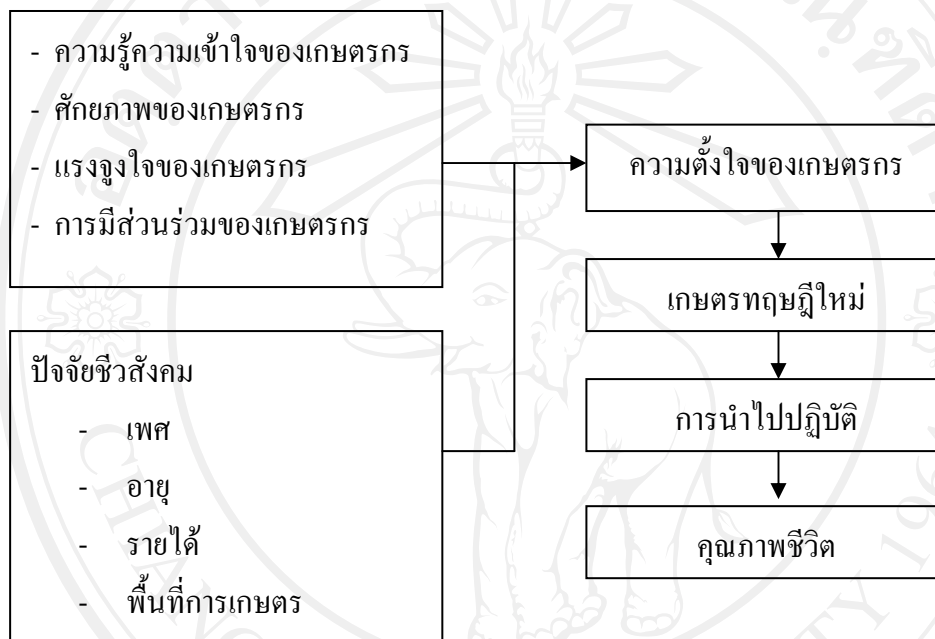 - ความรู้ความเข้าใจของเกษตรกร
- ศักยภาพของเกษตรกร
- แรงจูงใจของเกษตรกร
- การมีส่วนร่วมของเกษตรกร
ปัจจัยชีวสังคม
- เพศ
- อายุ
- รายได้
- พื้นที่การเกษตร
ความตั้งใจของเกษตรกร
เกษตรทฤษฎีใหม่
การนำไปปฏิบัติ
คุณภาพชีวิต